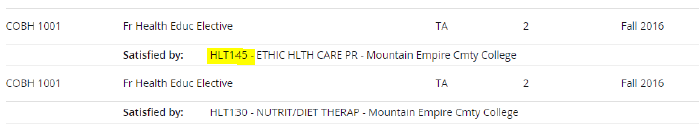 COBH 1001 Fr Health Educ Elective TA 2 Fall 2016
Satisfied by: HLT145 - ETHIC HLTH CARE PR - Mountain Empire Cmty College
COBH 1001 Fr Health Educ Elective TA 2 Fall 2016
Satisfied by: HLT130 - NUTRIT/DIET THERAP - Mountain Empire Cmty College